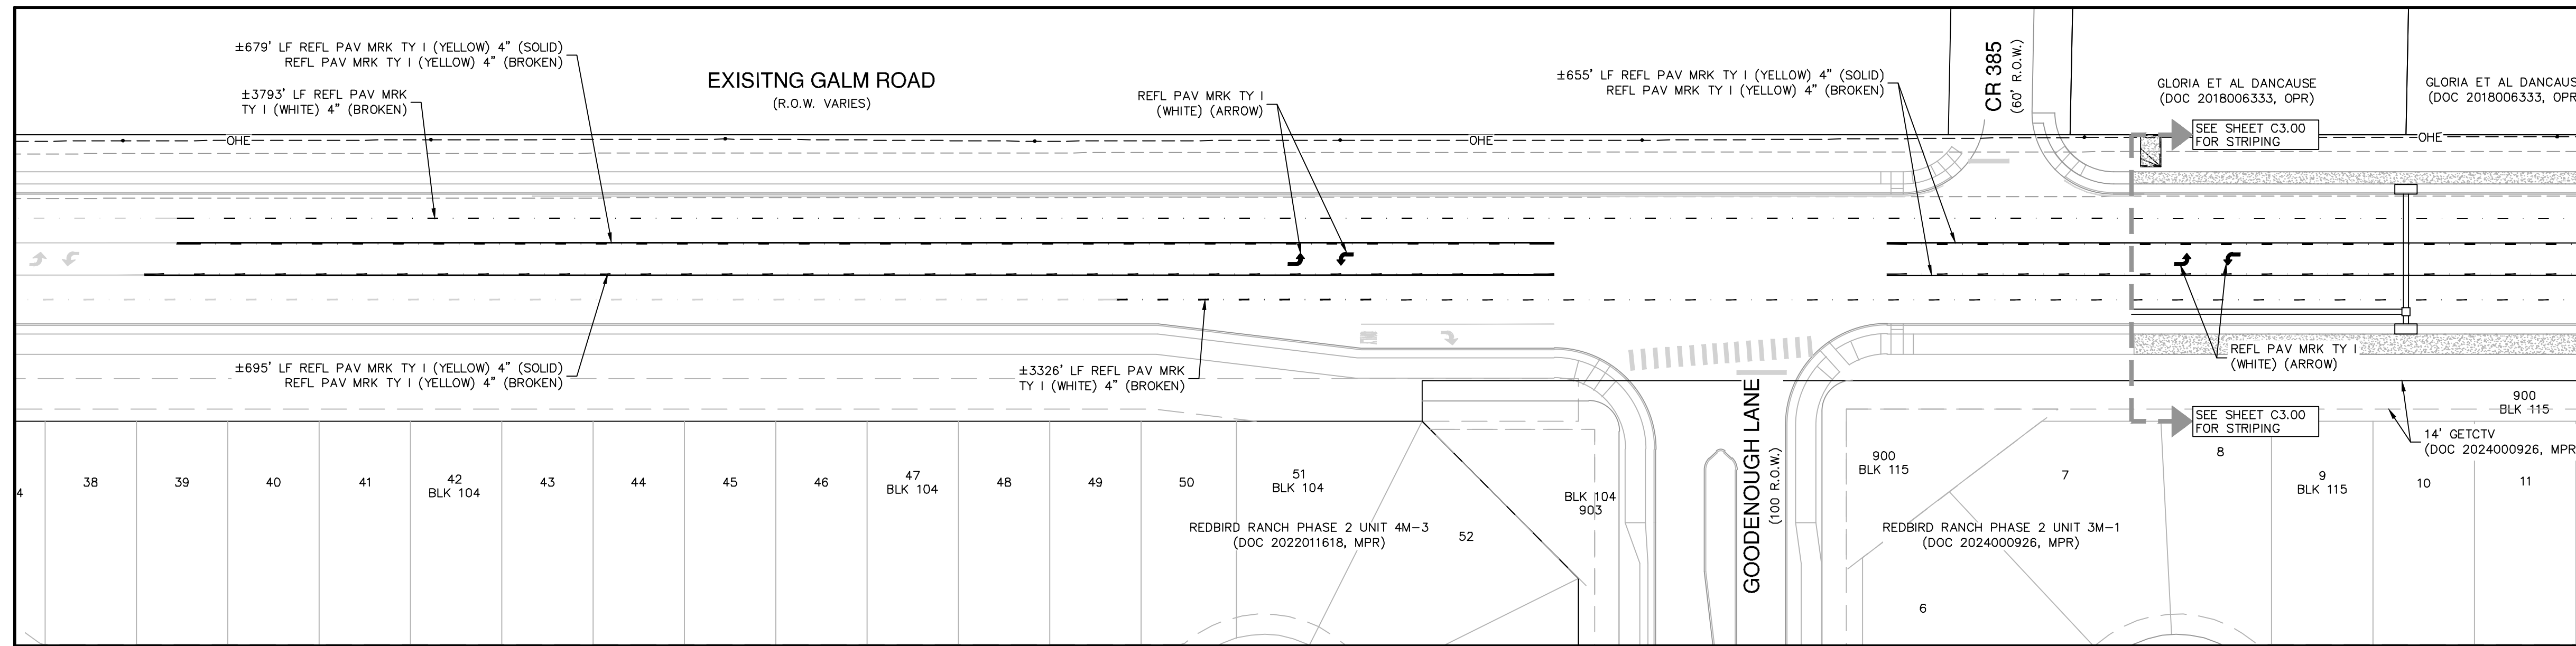 ±679' LF REFL PAV MRK TY I (YELLOW) 4" (SOLID)
REFL PAV MRK TY I (YELLOW) 4" (BROKEN)
±3793' LF REFL PAV MRK
TY I (WHITE) 4" (BROKEN)
EXISITNG GALM ROAD
(R.O.W. VARIES)
REFL PAV MRK TY I
(WHITE) (ARROW)
±655' LF REFL PAV MRK TY I (YELLOW) 4" (SOLID)
REFL PAV MRK TY I (YELLOW) 4" (BROKEN)
CR 385
(60' R.O.W.)
GLORIA ET AL DANCAUSE
(DOC 2018006333, OPR)
GLORIA ET AL DANCAUS
(DOC 2018006333, OPR
OHE
OHE
OHE
SEE SHEET C3.00
FOR STRIPING
±695' LF REFL PAV MRK TY I (YELLOW) 4" (SOLID)
REFL PAV MRK TY I (YELLOW) 4" (BROKEN)
±3326' LF REFL PAV MRK
TY I (WHITE) 4" (BROKEN)
REFL PAV MRK TY I
(WHITE) (ARROW)
SEE SHEET C3.00
FOR STRIPING
900
BLK 115
14' GETCTV
(DOC 2024000926, MPR
GOODENOUGH LANE
(100 R.O.W.)
4
38
39
40
41
42
BLK 104
43
44
45
46
47
BLK 104
48
49
50
51
BLK 104
52
BLK 104
903
REDBIRD RANCH PHASE 2 UNIT 4M-3
(DOC 2022011618, MPR)
900
BLK 115
REDBIRD RANCH PHASE 2 UNIT 3M-1
(DOC 2024000926, MPR)
6
7
8
9
BLK 115
10
11